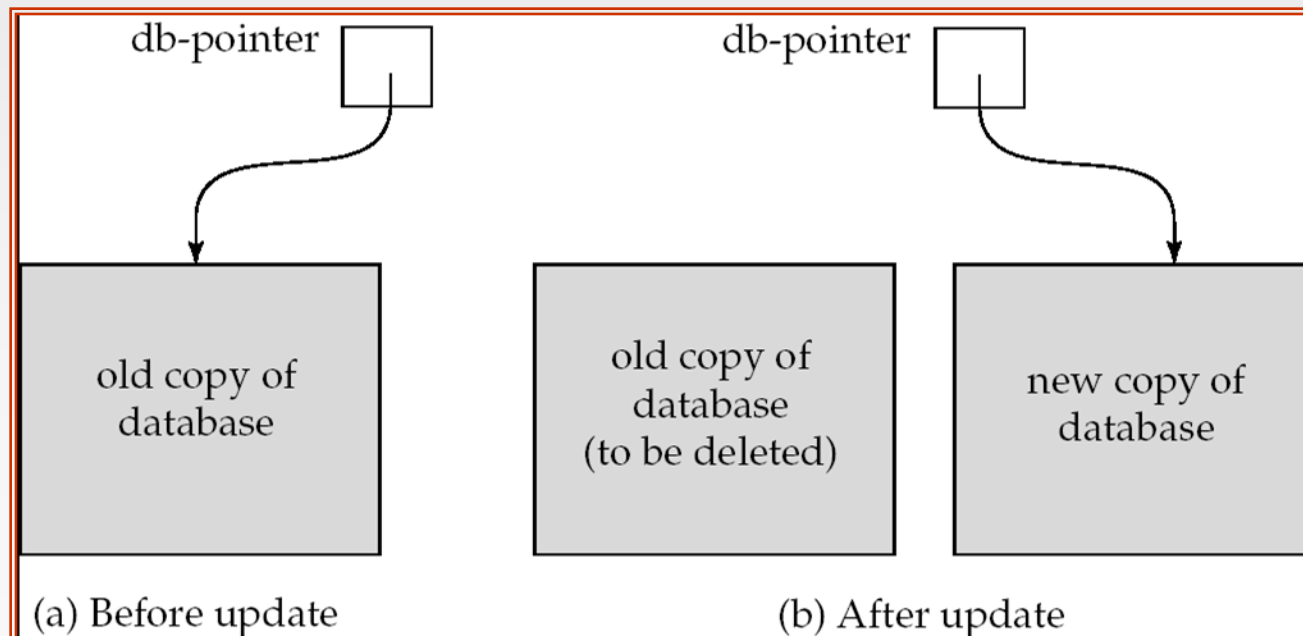 db-pointer
old copy of
database
(a) Before update
db-pointer
old copy of
database
(to be deleted)
new copy of
database
(b) After update